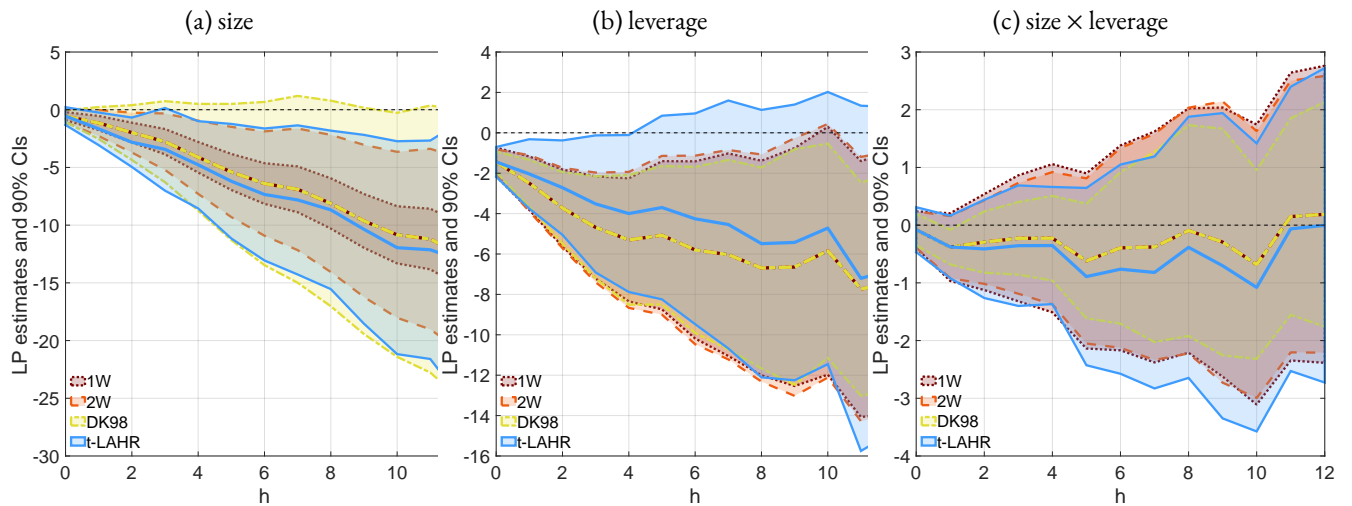 (a) size
LP estimates and 90% CIs
5
0
-5
-10
-15
-20
-25
-30
1W
2W
DK98
t-LAHR
0 2 4 6 8 10
h
(b) leverage
LP estimates and 90% CIs
4
2
0
-2
-4
-6
-8
-10
-12
-14
-16
1W
2W
DK98
t-LAHR
0 2 4 6 8 10
h
(c) size × leverage
LP estimates and 90% CIs
3
2
1
0
-1
-2
-3
-4
1W
2W
DK98
t-LAHR
0 2 4 6 8 10 12
h